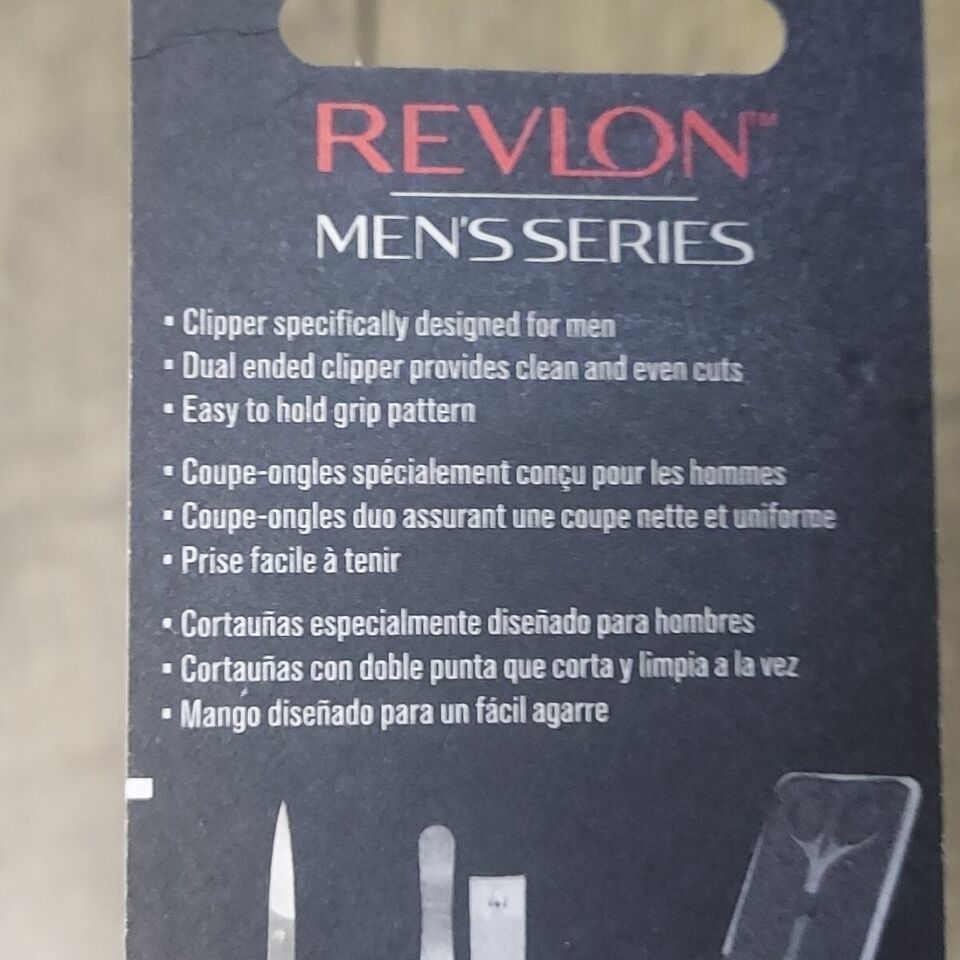 REVLON™
MEN'S SERIES
▪ Clipper specifically designed for men
▪ Dual ended clipper provides clean and even cuts
▪ Easy to hold grip pattern
▪ Coupe-ongles spécialement conçu pour les hommes
▪ Coupe-ongles duo assurant une coupe nette et uniforme
▪ Prise facile à tenir
▪ Cortauñas especialmente diseñado para hombres
▪ Cortauñas con doble punta que corta y limpia a la vez
▪ Mango diseñado para un fácil agarre